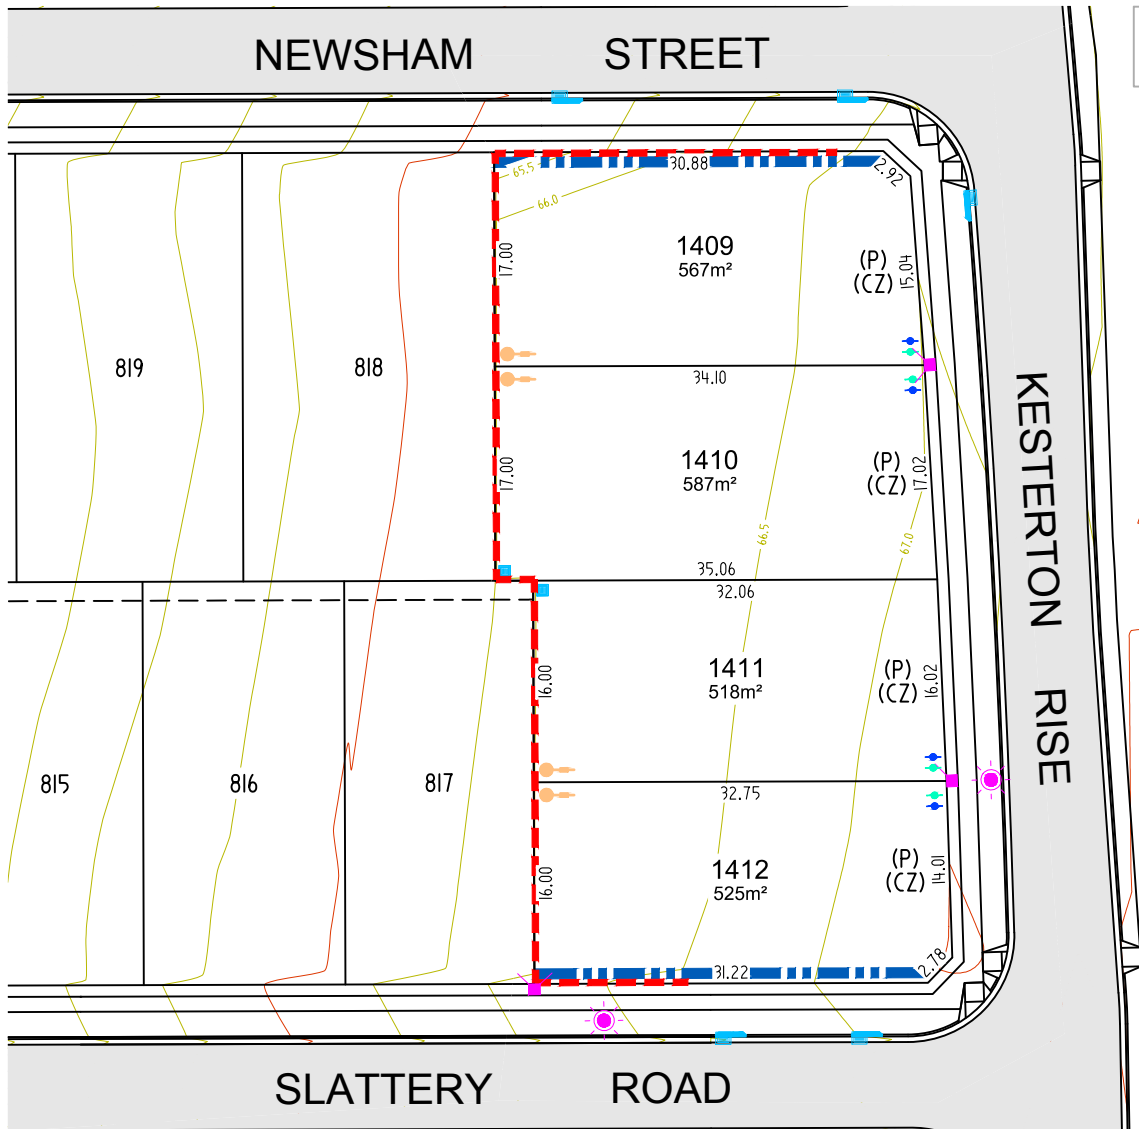 NEWSHAM STREET
30.88
2.92
65.5
66.0
1409
567m²
17.00
(P)
(CZ)
15.04
819
818
34.10
KESTERTON RISE
1410
587m²
17.00
(P)
(CZ)
17.02
66.5
67.0
35.06
32.06
1411
518m²
16.00
(P)
(CZ)
16.02
815
816
817
32.75
1412
525m²
16.00
(P)
(CZ)
14.01
31.22
2.78
SLATTERY ROAD